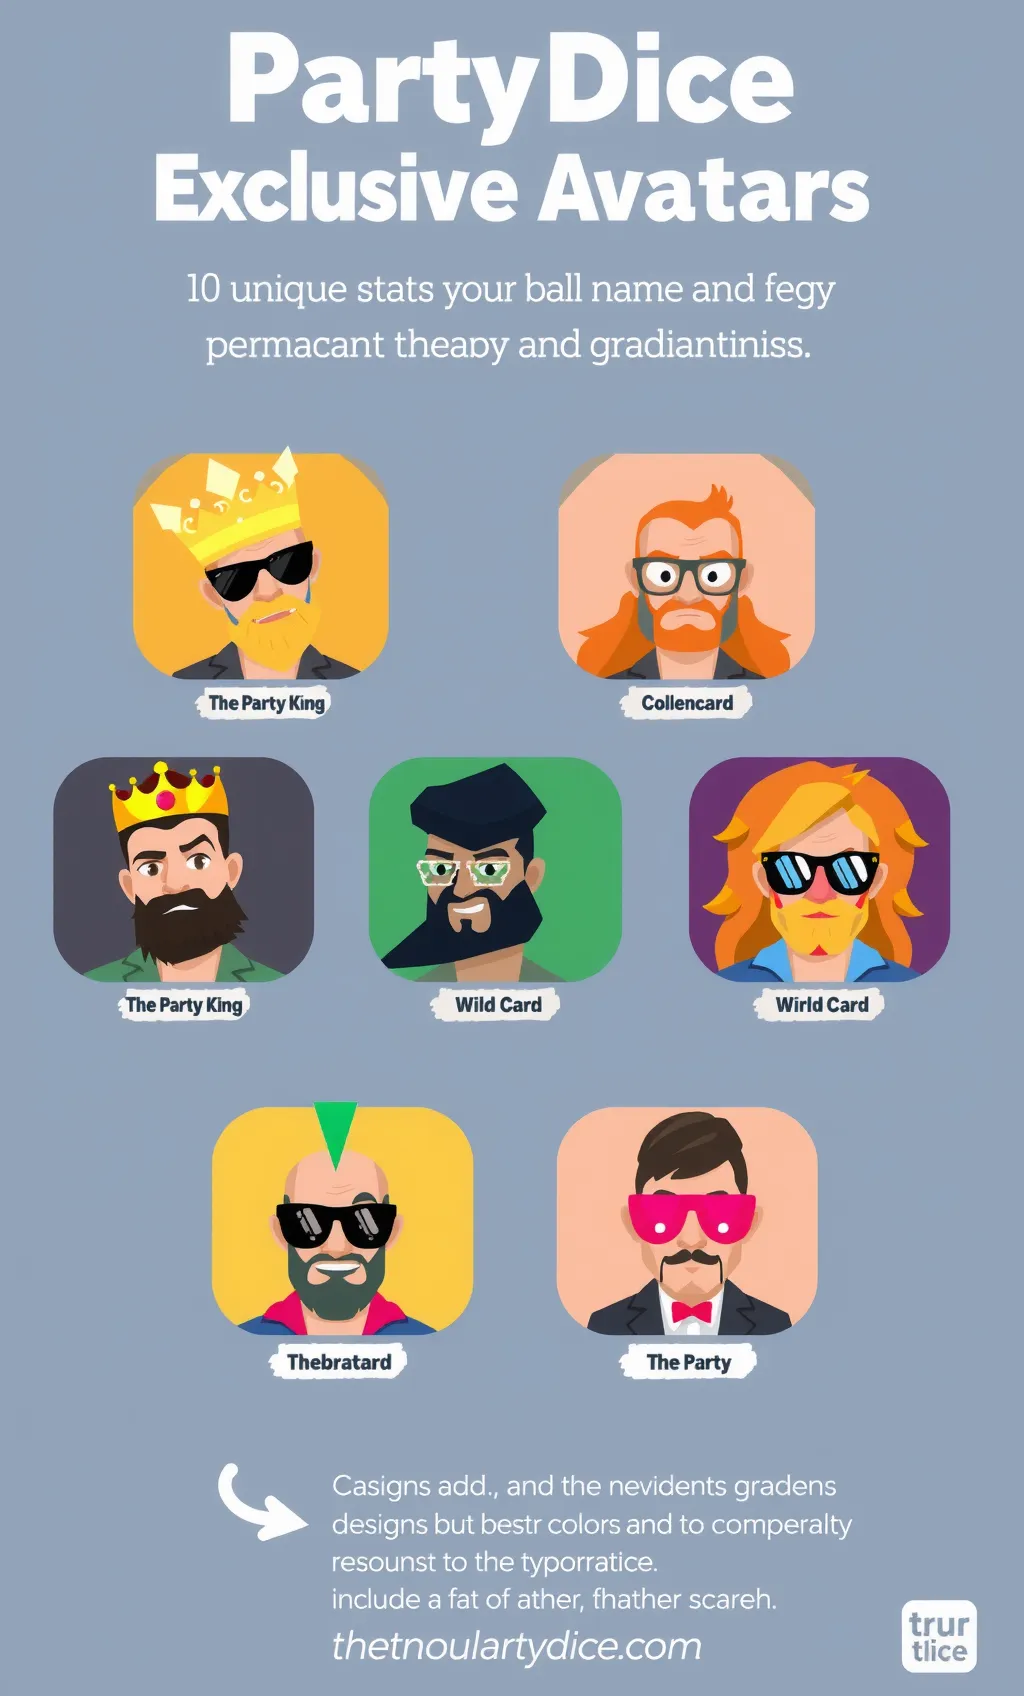 PartyDice
Exclusive Avatars
10 unique stats your ball name and fegy
permacant theapy and gradiantiniss.
The Party King
Collencard
The Party King
Wild Card
Wirld Card
Thebratard
The Party
Casigns add., and the nevidents gradens
designs but bestr colors and to comperalty
resounst to the typorratice.
include a fat of ather, fhather scareh.
thetnoulartydice.com
trur
tlice